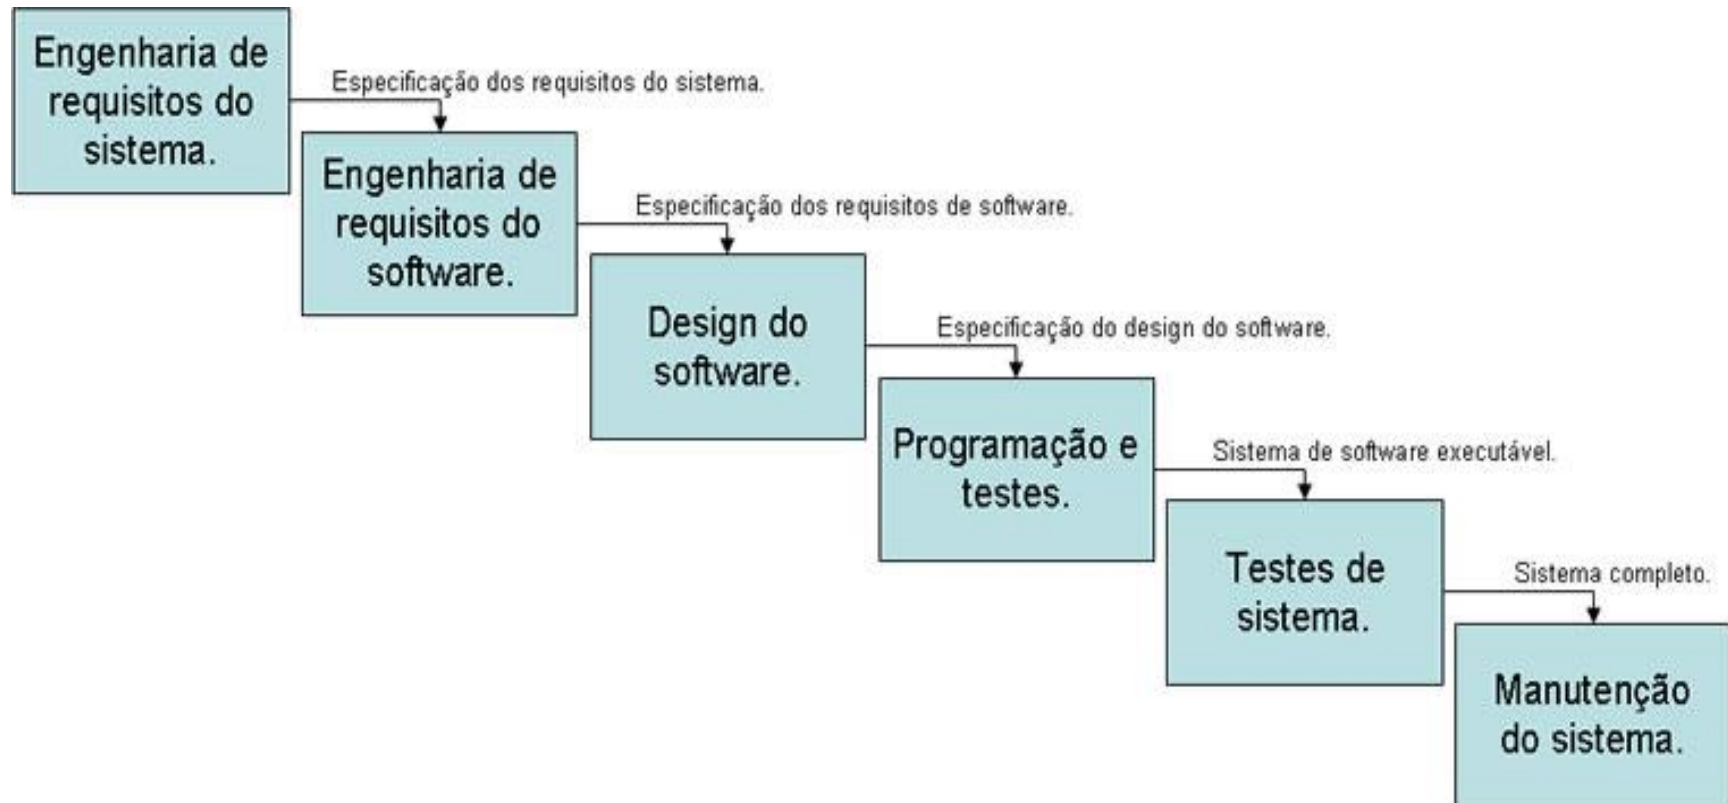 Engenharia de
requisitos do
sistema.
Especificação dos requisitos do sistema.
Engenharia de
requisitos do
software.
Especificação dos requisitos de software.
Design do
software.
Especificação do design do software.
Programação e
testes.
Sistema de software executável.
Testes de
sistema.
Sistema completo.
Manutenção
do sistema.